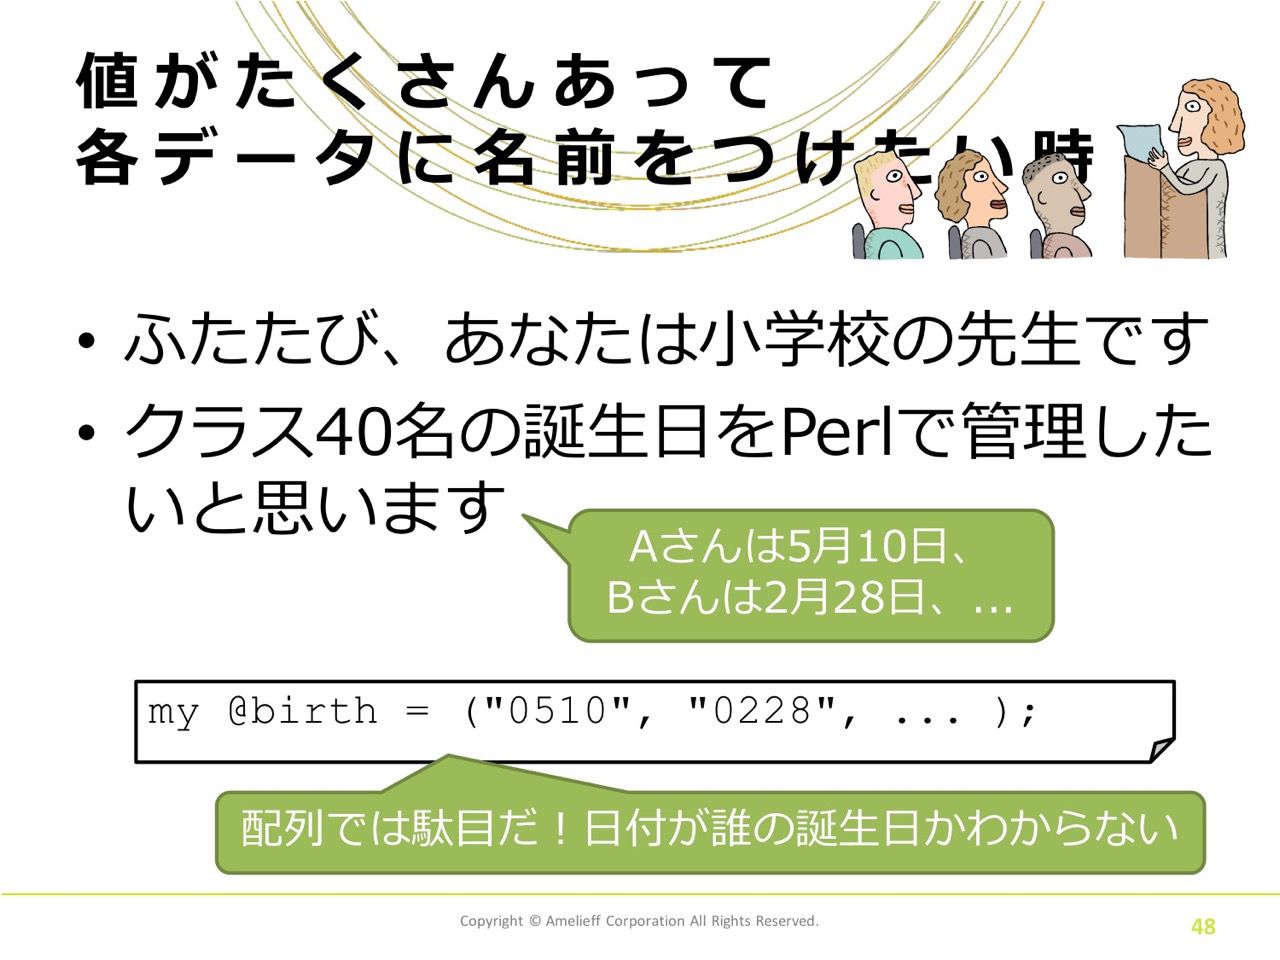 値がたくさんあって
各データに名前をつけたい時
• ふたたび、あなたは小学校の先生です
• クラス40名の誕生日をPerlで管理した
いと思います
Aさんは5月10日、
Bさんは2月28日、…
my @birth = ("0510", "0228", ... );
配列では駄目だ！日付が誰の誕生日かわからない
Copyright © Amelieff Corporation All Rights Reserved.
48